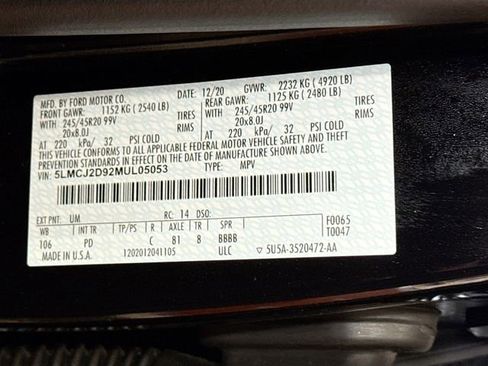 MFD. BY FORD MOTOR CO.
DATE: 12/20 GVWR: 2232 KG ( 4920 LB)
FRONT GAWR: 1152 KG ( 2540 LB) REAR GAWR: 1125 KG ( 2480 LB)
245/45R20 99V TIRES 245/45R20 99V TIRES
20x8.0J RIMS 20x8.0J RIMS
AT 220 kPa/ 32 PSI COLD AT 220 kPa/ 32 PSI COLD
THIS VEHICLE CONFORMS TO ALL APPLICABLE FEDERAL MOTOR VEHICLE
SAFETY AND THEFT PREVENTION STANDARDS IN EFFECT ON THE DATE OF MANUFACTURE SHOWN ABOVE.
VIN: 5LMCJ2D92MUL05053 TYPE: MPV
EXT PNT: UM RC: 14 DSO: F0065
WB INT TR TP/PS R AXLE TR SPR T0047
106 PD C 81 8 BBBB
MADE IN U.S.A. 1202012041105 ULC 5U5A-3520472-AA